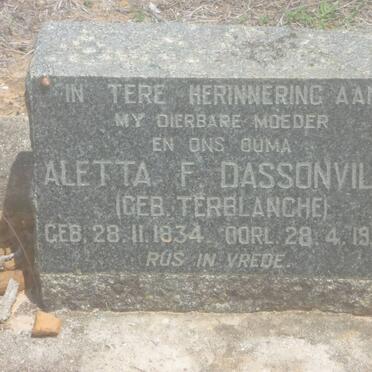 IN TERE HERINNERING AAN
MY DIERBARE MOEDER
EN ONS OUMA
ALETTA F. DASSONVIL
(GEB. TERBLANCHE)
GEB. 28.11.1834. OORL. 28.4.19
RUS IN VREDE.